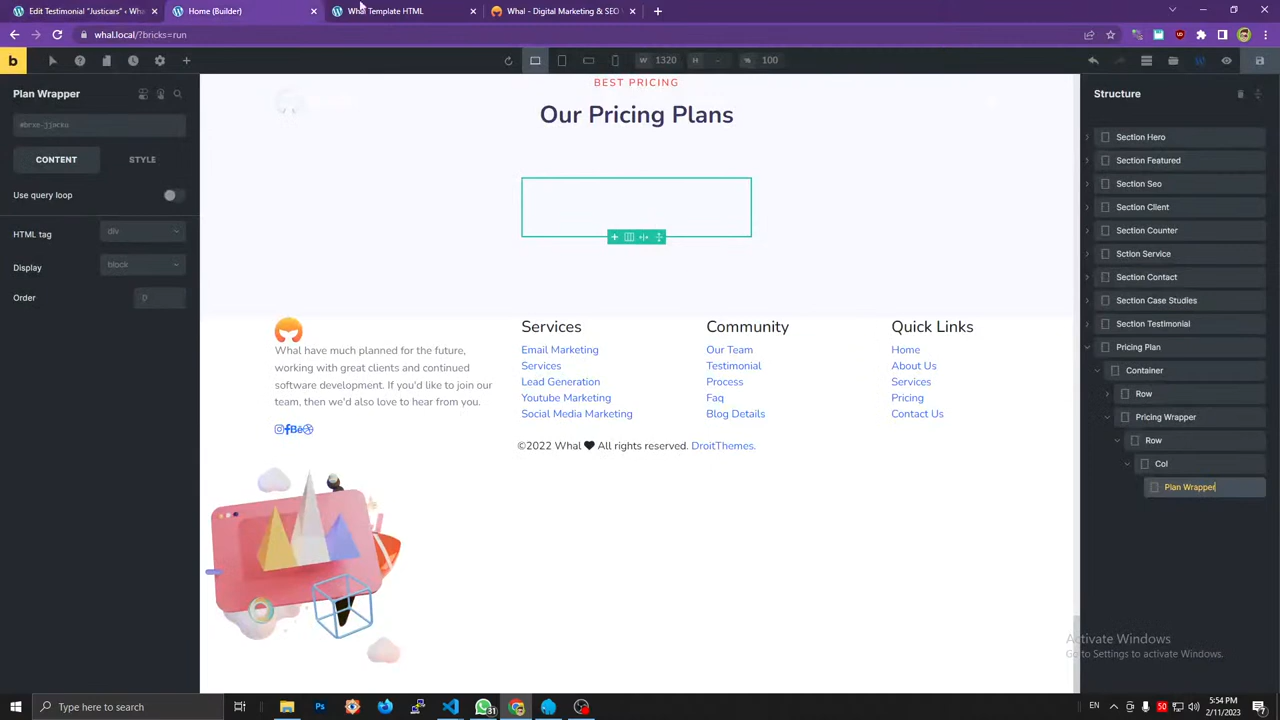 Edit Testimonial "Justicars" ‹ Wh
Home (Builder)
Whal Template HTML
Whal - Digital Marketing & SEO
whal.local/?bricks=run
b
W 1320 H - % 100
Plan Wrapper
#brxe-jjacku
CONTENT STYLE
Use query loop
HTML tag
div
Display
block
Order
0
BEST PRICING
Our Pricing Plans
Whal have much planned for the future,
working with great clients and continued
software development. If you'd like to join our
team, then we'd also love to hear from you.
Services
Email Marketing
Services
Lead Generation
Youtube Marketing
Social Media Marketing
Community
Our Team
Testimonial
Process
Faq
Blog Details
Quick Links
Home
About Us
Services
Pricing
Contact Us
©2022 Whal ❤ All rights reserved. DroitThemes.
Structure
Section Hero
Section Featured
Section Seo
Section Client
Section Counter
Sction Service
Section Contact
Section Case Studies
Section Testimonial
Pricing Plan
Container
Row
Pricing Wrapper
Row
Col
Plan Wrapper
Activate Windows
Go to Settings to activate Windows.
Type here to search
Ps
31
EN
50
5:54 PM
2/11/2023